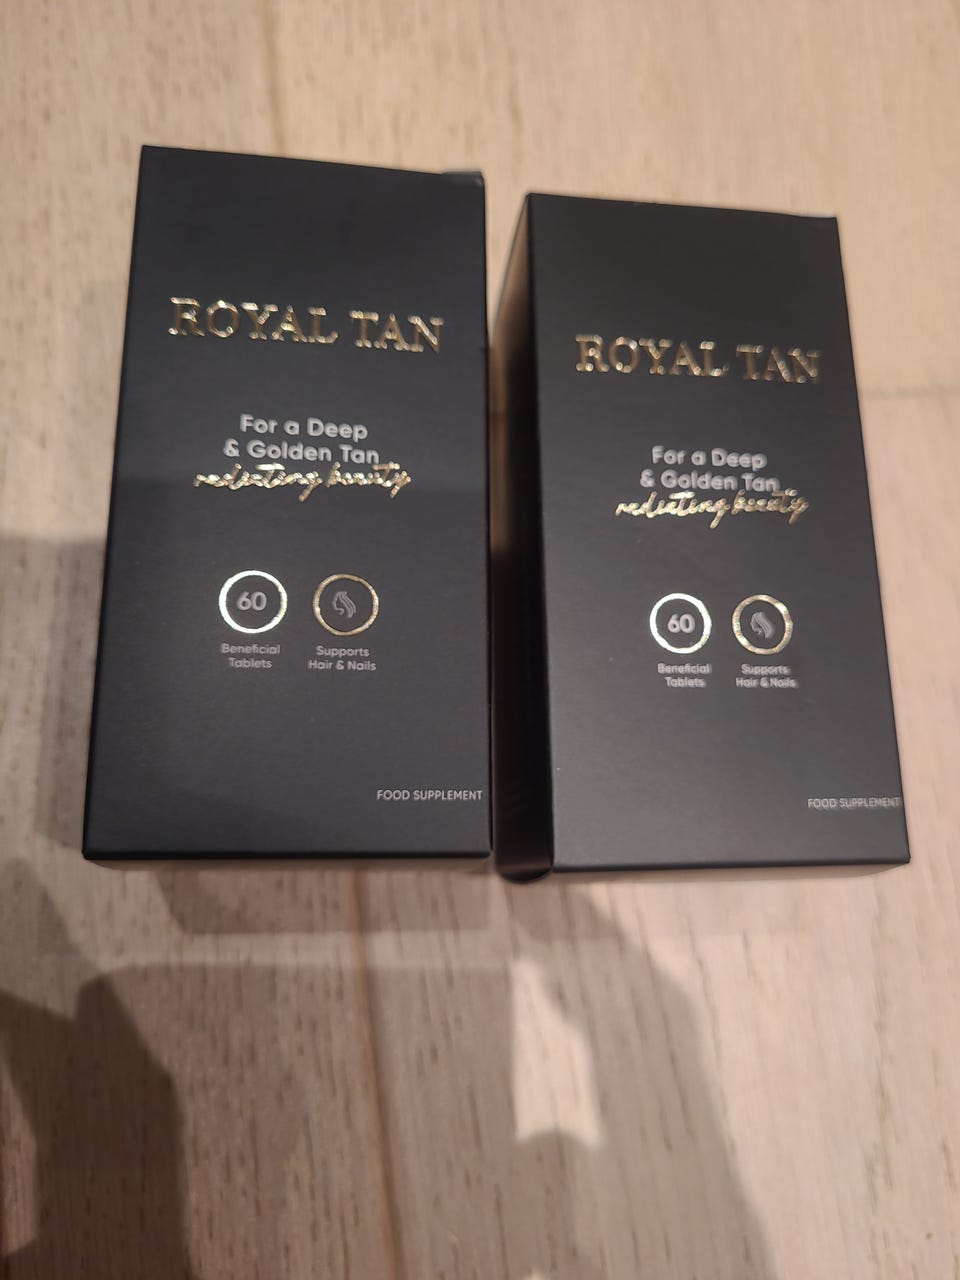 ROYAL TAN
For a Deep
& Golden Tan
radiating beauty
60
Beneficial
Tablets
Supports
Hair & Nails
FOOD SUPPLEMENT
ROYAL TAN
For a Deep
& Golden Tan
radiating beauty
60
Beneficial
Tablets
Supports
Hair & Nails
FOOD SUPPLEMENT